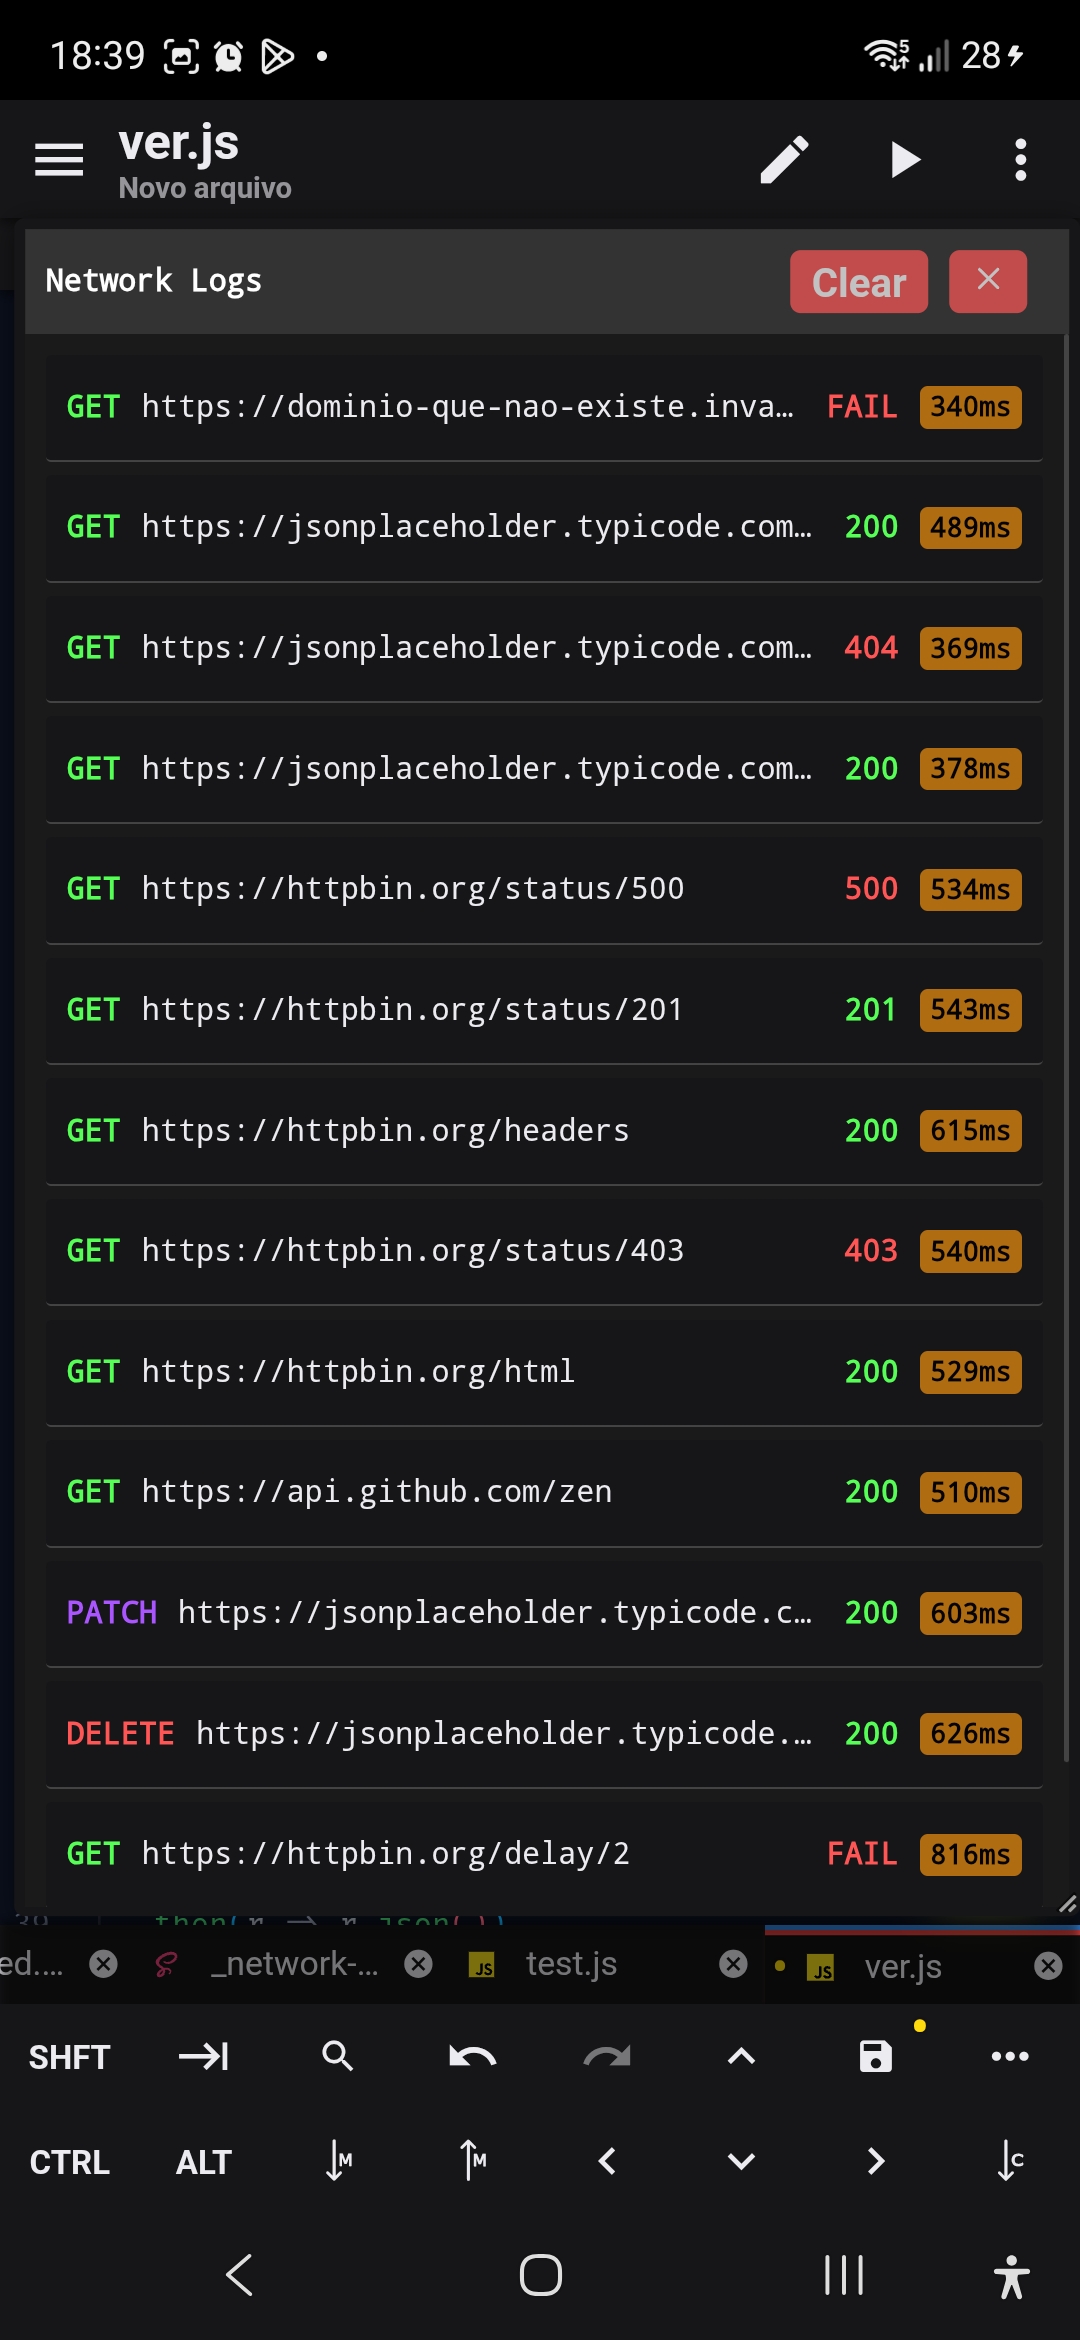 18:39
5
28
ver.js
Novo arquivo
Network Logs
Clear
GET https://dominio-que-nao-existe.inva… FAIL 340ms
GET https://jsonplaceholder.typicode.com… 200 489ms
GET https://jsonplaceholder.typicode.com… 404 369ms
GET https://jsonplaceholder.typicode.com… 200 378ms
GET https://httpbin.org/status/500 500 534ms
GET https://httpbin.org/status/201 201 543ms
GET https://httpbin.org/headers 200 615ms
GET https://httpbin.org/status/403 403 540ms
GET https://httpbin.org/html 200 529ms
GET https://api.github.com/zen 200 510ms
PATCH https://jsonplaceholder.typicode.c… 200 603ms
DELETE https://jsonplaceholder.typicode.… 200 626ms
GET https://httpbin.org/delay/2 FAIL 816ms
ed.… _network-… JS test.js JS ver.js
SHFT
CTRL ALT M M C